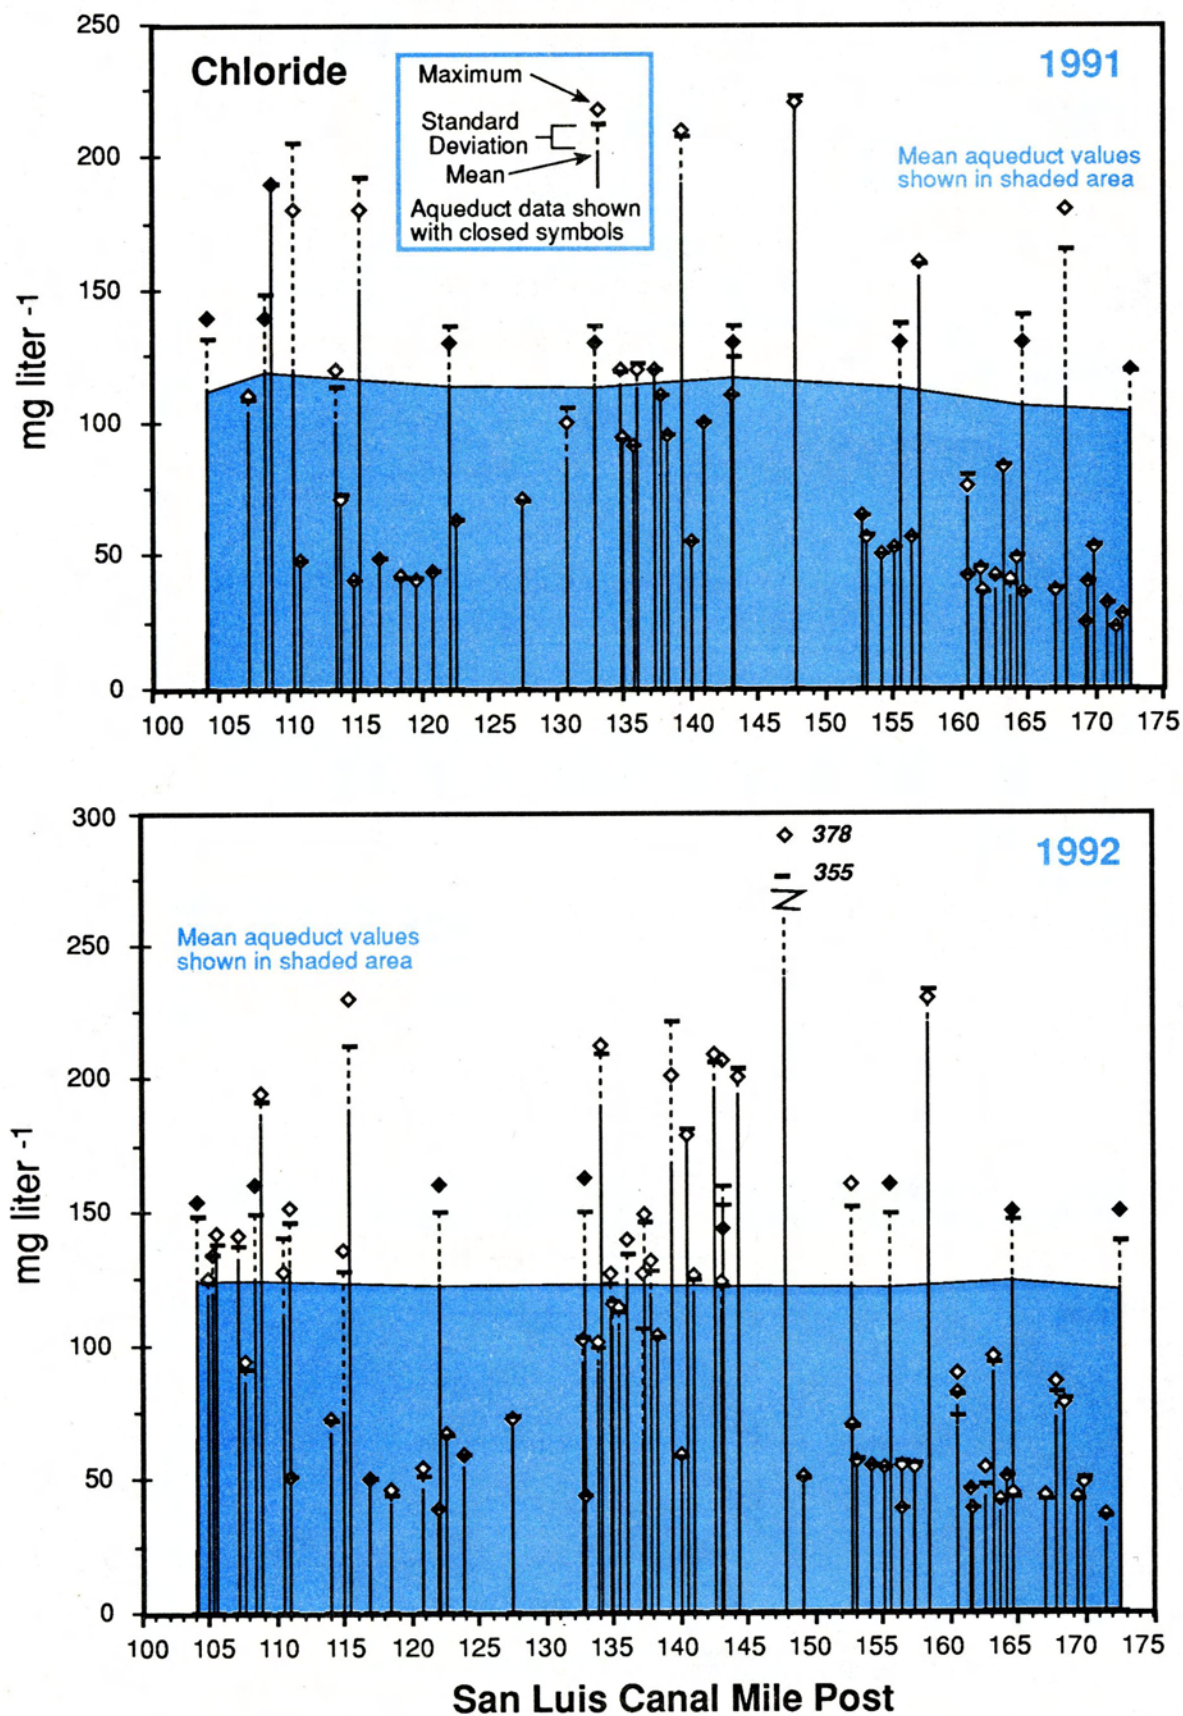 Chloride
1991
Maximum
Standard
Deviation
Mean
Aqueduct data shown
with closed symbols
Mean aqueduct values
shown in shaded area
mg liter -1
250
200
150
100
50
0
100 105 110 115 120 125 130 135 140 145 150 155 160 165 170 175
1992
378
355
Mean aqueduct values
shown in shaded area
mg liter -1
300
250
200
150
100
50
0
100 105 110 115 120 125 130 135 140 145 150 155 160 165 170 175
San Luis Canal Mile Post